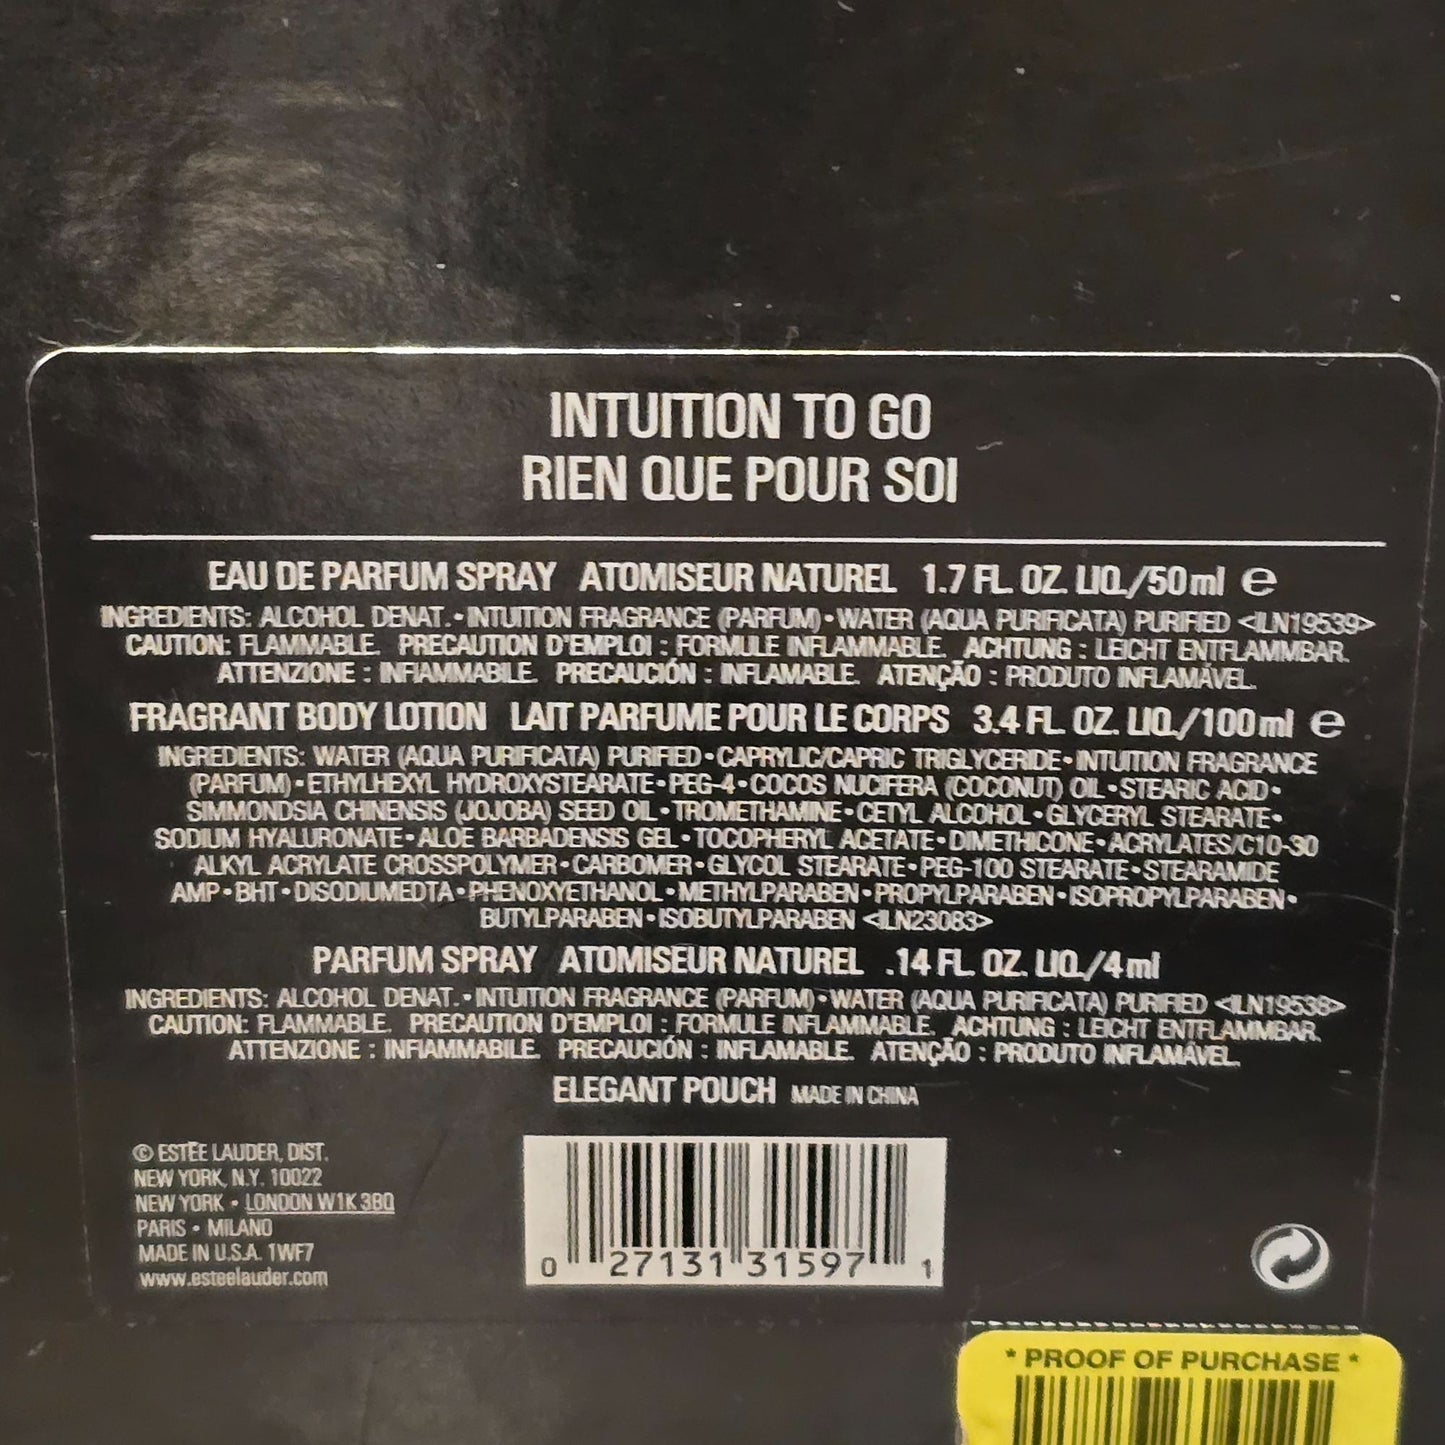 INTUITION TO GO
RIEN QUE POUR SOI
EAU DE PARFUM SPRAY ATOMISEUR NATUREL 1.7 FL. OZ. LIQ./50ml ℮
INGREDIENTS: ALCOHOL DENAT.•INTUITION FRAGRANCE (PARFUM)•WATER (AQUA PURIFICATA) PURIFIED <ILN19539>
CAUTION: FLAMMABLE. PRECAUTION D'EMPLOI : FORMULE INFLAMMABLE. ACHTUNG : LEICHT ENTFLAMMBAR.
ATTENZIONE : INFIAMMABILE. PRECAUCIÓN : INFLAMABLE. ATENÇÃO : PRODUTO INFLAMÁVEL.
FRAGRANT BODY LOTION LAIT PARFUME POUR LE CORPS 3.4 FL. OZ. LIQ./100ml ℮
INGREDIENTS: WATER (AQUA PURIFICATA) PURIFIED•CAPRYLIC/CAPRIC TRIGLYCERIDE•INTUITION FRAGRANCE
(PARFUM)•ETHYLHEXYL HYDROXYSTEARATE•PEG-4•COCOS NUCIFERA (COCONUT) OIL•STEARIC ACID•
SIMMONDSIA CHINENSIS (JOJOBA) SEED OIL•TROMETHAMINE•CETYL ALCOHOL•GLYCERYL STEARATE•
SODIUM HYALURONATE•ALOE BARBADENSIS GEL•TOCOPHERYL ACETATE•DIMETHICONE•ACRYLATES/C10-30
ALKYL ACRYLATE CROSSPOLYMER•CARBOMER•GLYCOL STEARATE•PEG-100 STEARATE•STEARAMIDE
AMP•BHT•DISODIUMEDTA•PHENOXYETHANOL•METHYLPARABEN•PROPYLPARABEN•ISOPROPYLPARABEN•
BUTYLPARABEN•ISOBUTYLPARABEN <ILN23083>
PARFUM SPRAY ATOMISEUR NATUREL .14 FL. OZ. LIQ./4ml
INGREDIENTS: ALCOHOL DENAT.•INTUITION FRAGRANCE (PARFUM)•WATER (AQUA PURIFICATA) PURIFIED <ILN19538>
CAUTION: FLAMMABLE. PRECAUTION D'EMPLOI : FORMULE INFLAMMABLE. ACHTUNG : LEICHT ENTFLAMMBAR.
ATTENZIONE : INFIAMMABILE. PRECAUCIÓN : INFLAMABLE. ATENÇÃO : PRODUTO INFLAMÁVEL.
ELEGANT POUCH MADE IN CHINA
© ESTĒE LAUDER, DIST.
NEW YORK, N.Y. 10022
NEW YORK • LONDON W1K 3BQ
PARIS • MILANO
MADE IN U.S.A. 1WF7
www.esteelauder.com
0 27131 31597 1
* PROOF OF PURCHASE *